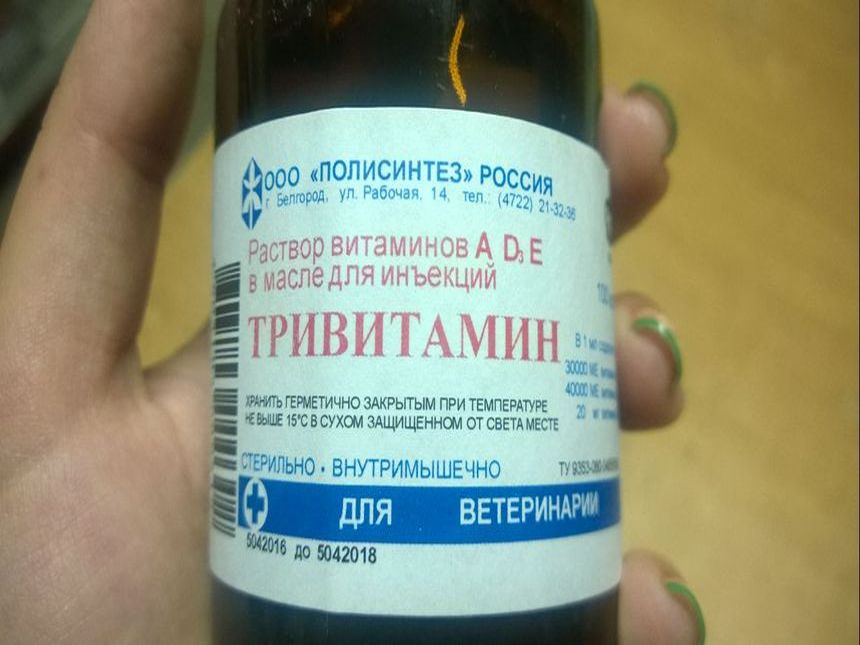 ООО «ПОЛИСИНТЕЗ» РОССИЯ
г. Белгород, ул. Рабочая, 14, тел.: (4722) 21-32-36
Раствор витаминов A D₃ E
в масле для инъекций
ТРИВИТАМИН
В 1 мл
30000 МЕ
40000 МЕ
20 мг
ХРАНИТЬ ГЕРМЕТИЧНО ЗАКРЫТЫМ ПРИ ТЕМПЕРАТУРЕ
НЕ ВЫШЕ 15°С В СУХОМ ЗАЩИЩЕННОМ ОТ СВЕТА МЕСТЕ
СТЕРИЛЬНО • ВНУТРИМЫШЕЧНО
ТУ
ДЛЯ ВЕТЕРИНАРИИ
5042016 до 5042018